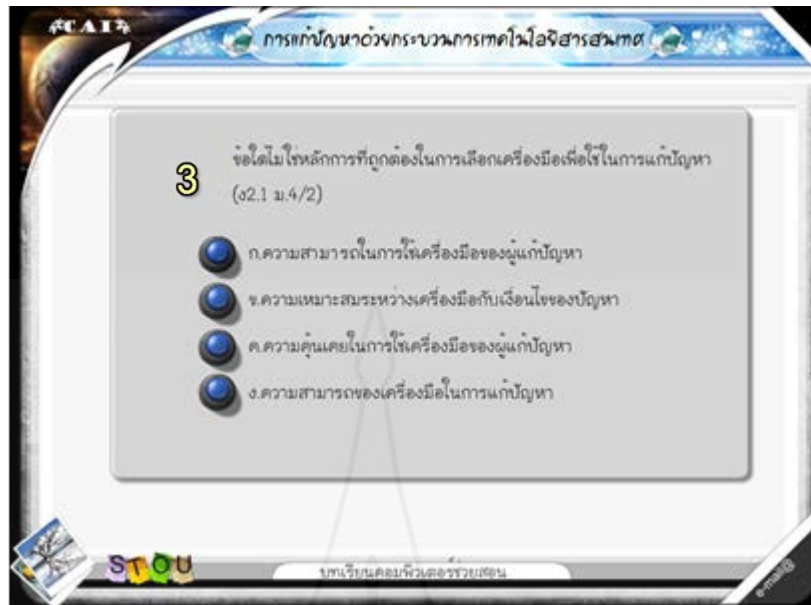 CAI
การแก้ปัญหาด้วยกระบวนการเทคโนโลยีสารสนเทศ
3
ข้อใดไม่ใช่หลักการที่ถูกต้องในการเลือกเครื่องมือเพื่อใช้ในการแก้ปัญหา
(ง2.1 ม.4/2)
ก.ความสามารถในการใช้เครื่องมือของผู้แก้ปัญหา
ข.ความเหมาะสมระหว่างเครื่องมือกับเงื่อนไขของปัญหา
ค.ความคุ้นเคยในการใช้เครื่องมือของผู้แก้ปัญหา
ง.ความสามารถของเครื่องมือในการแก้ปัญหา
STOU
บทเรียนคอมพิวเตอร์ช่วยสอน
e-mail@